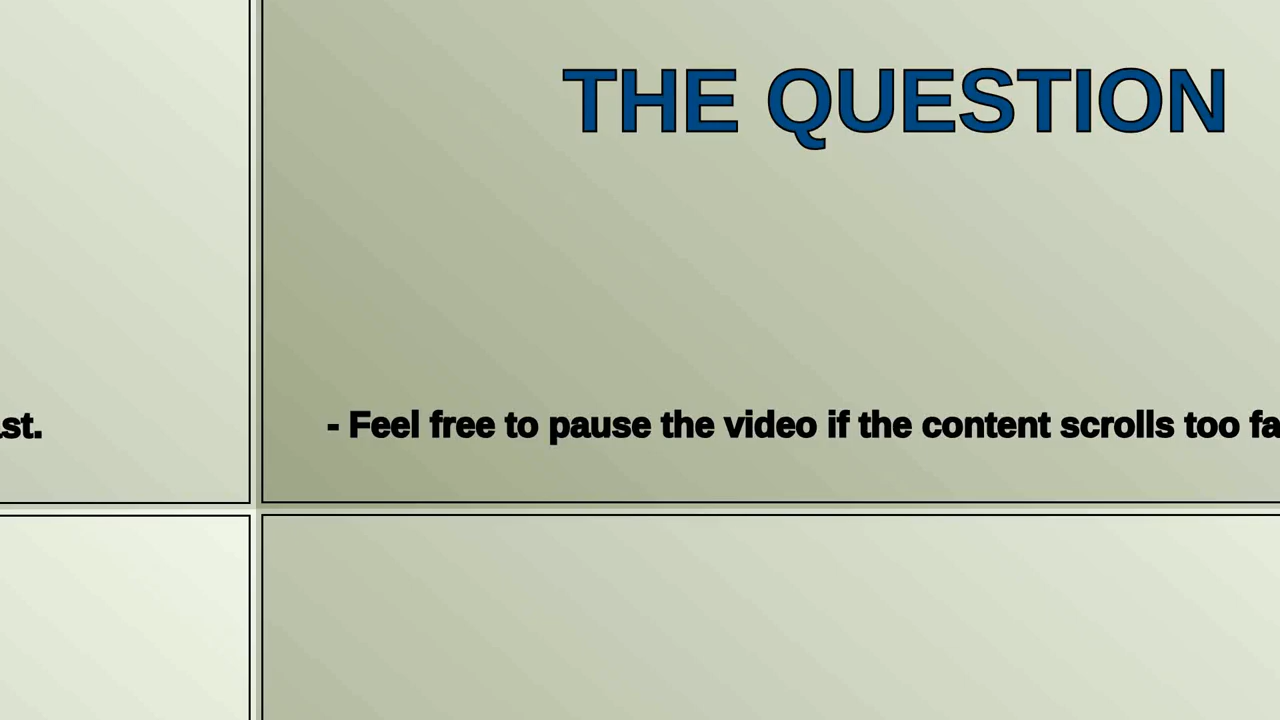 THE QUESTION
st.
- Feel free to pause the video if the content scrolls too fa